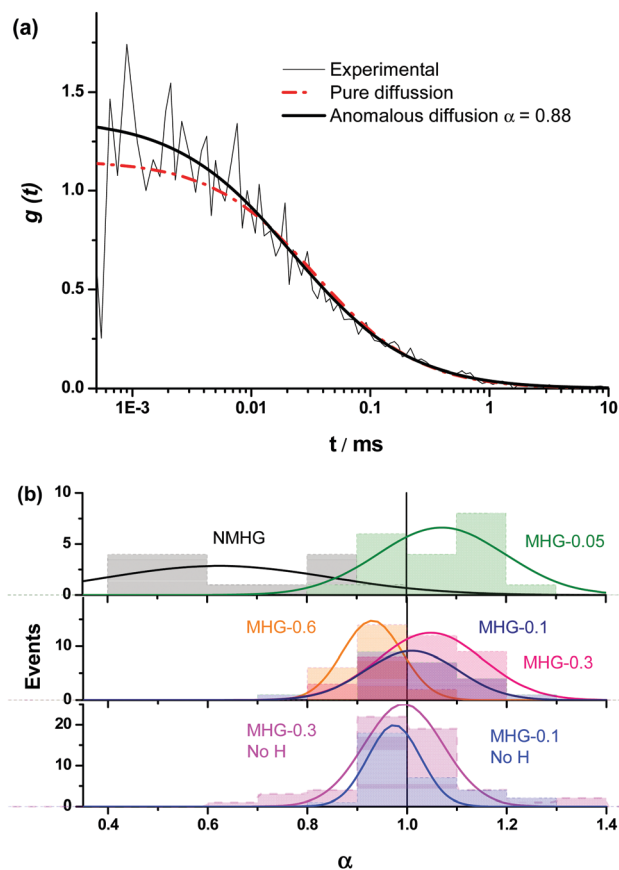 (a)
Experimental
Pure diffussion
Anomalous diffusion α = 0.88
g (t)
1.5
1.0
0.5
0.0
1E-3 0.01 0.1 1 10
t / ms
(b)
10
5
0
NMHG
MHG-0.05
10
0
MHG-0.6
MHG-0.1
MHG-0.3
Events
20
10
0
MHG-0.3
No H
MHG-0.1
No H
0.4 0.6 0.8 1.0 1.2 1.4
α